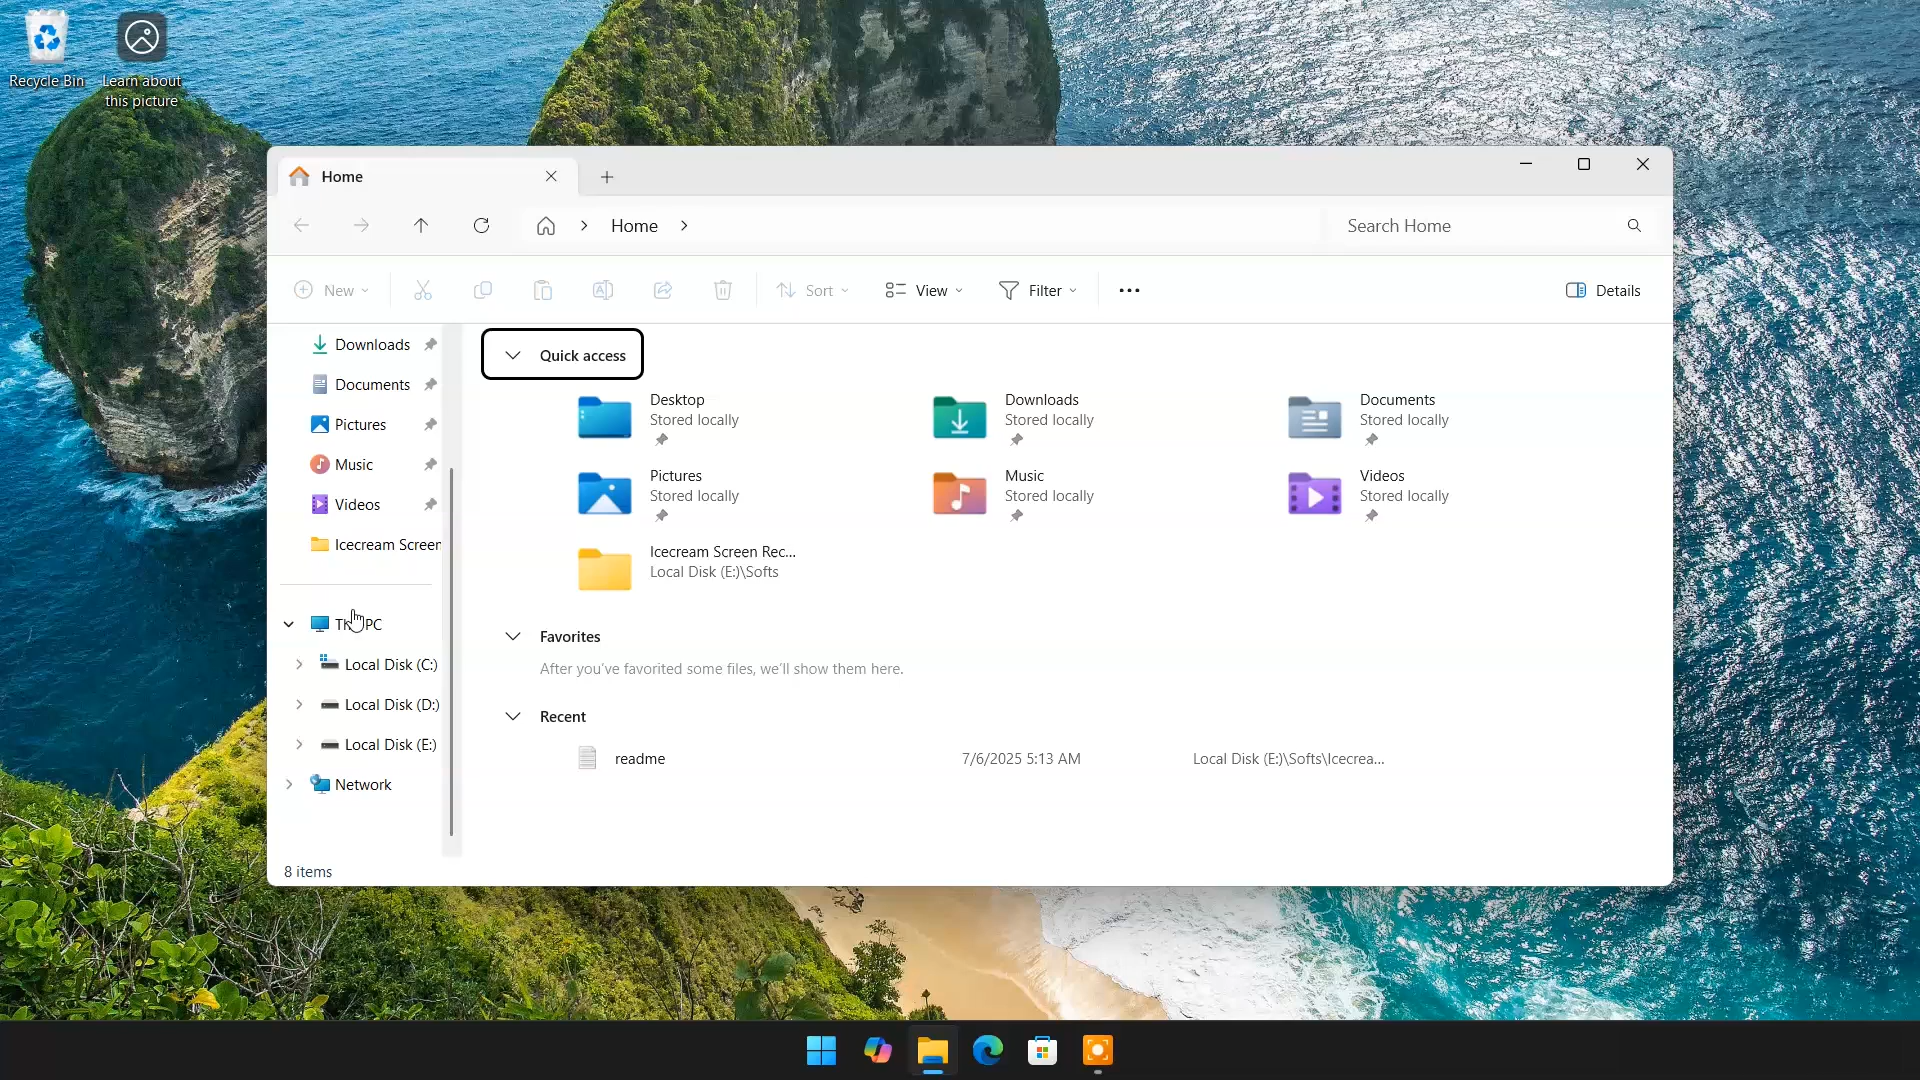 Recycle Bin
Learn about
this picture
Home
Home
Search Home
New
Sort
View
Filter
Details
Downloads
Documents
Pictures
Music
Videos
Icecream Screen
PC
Local Disk (C:)
Local Disk (D:)
Local Disk (E:)
Network
Quick access
Desktop
Stored locally
Downloads
Stored locally
Documents
Stored locally
Pictures
Stored locally
Music
Stored locally
Videos
Stored locally
Icecream Screen Rec...
Local Disk (E:)\Softs
Favorites
After you've favorited some files, we'll show them here.
Recent
readme
7/6/2025 5:13 AM
Local Disk (E:)\Softs\Icecrea...
8 items